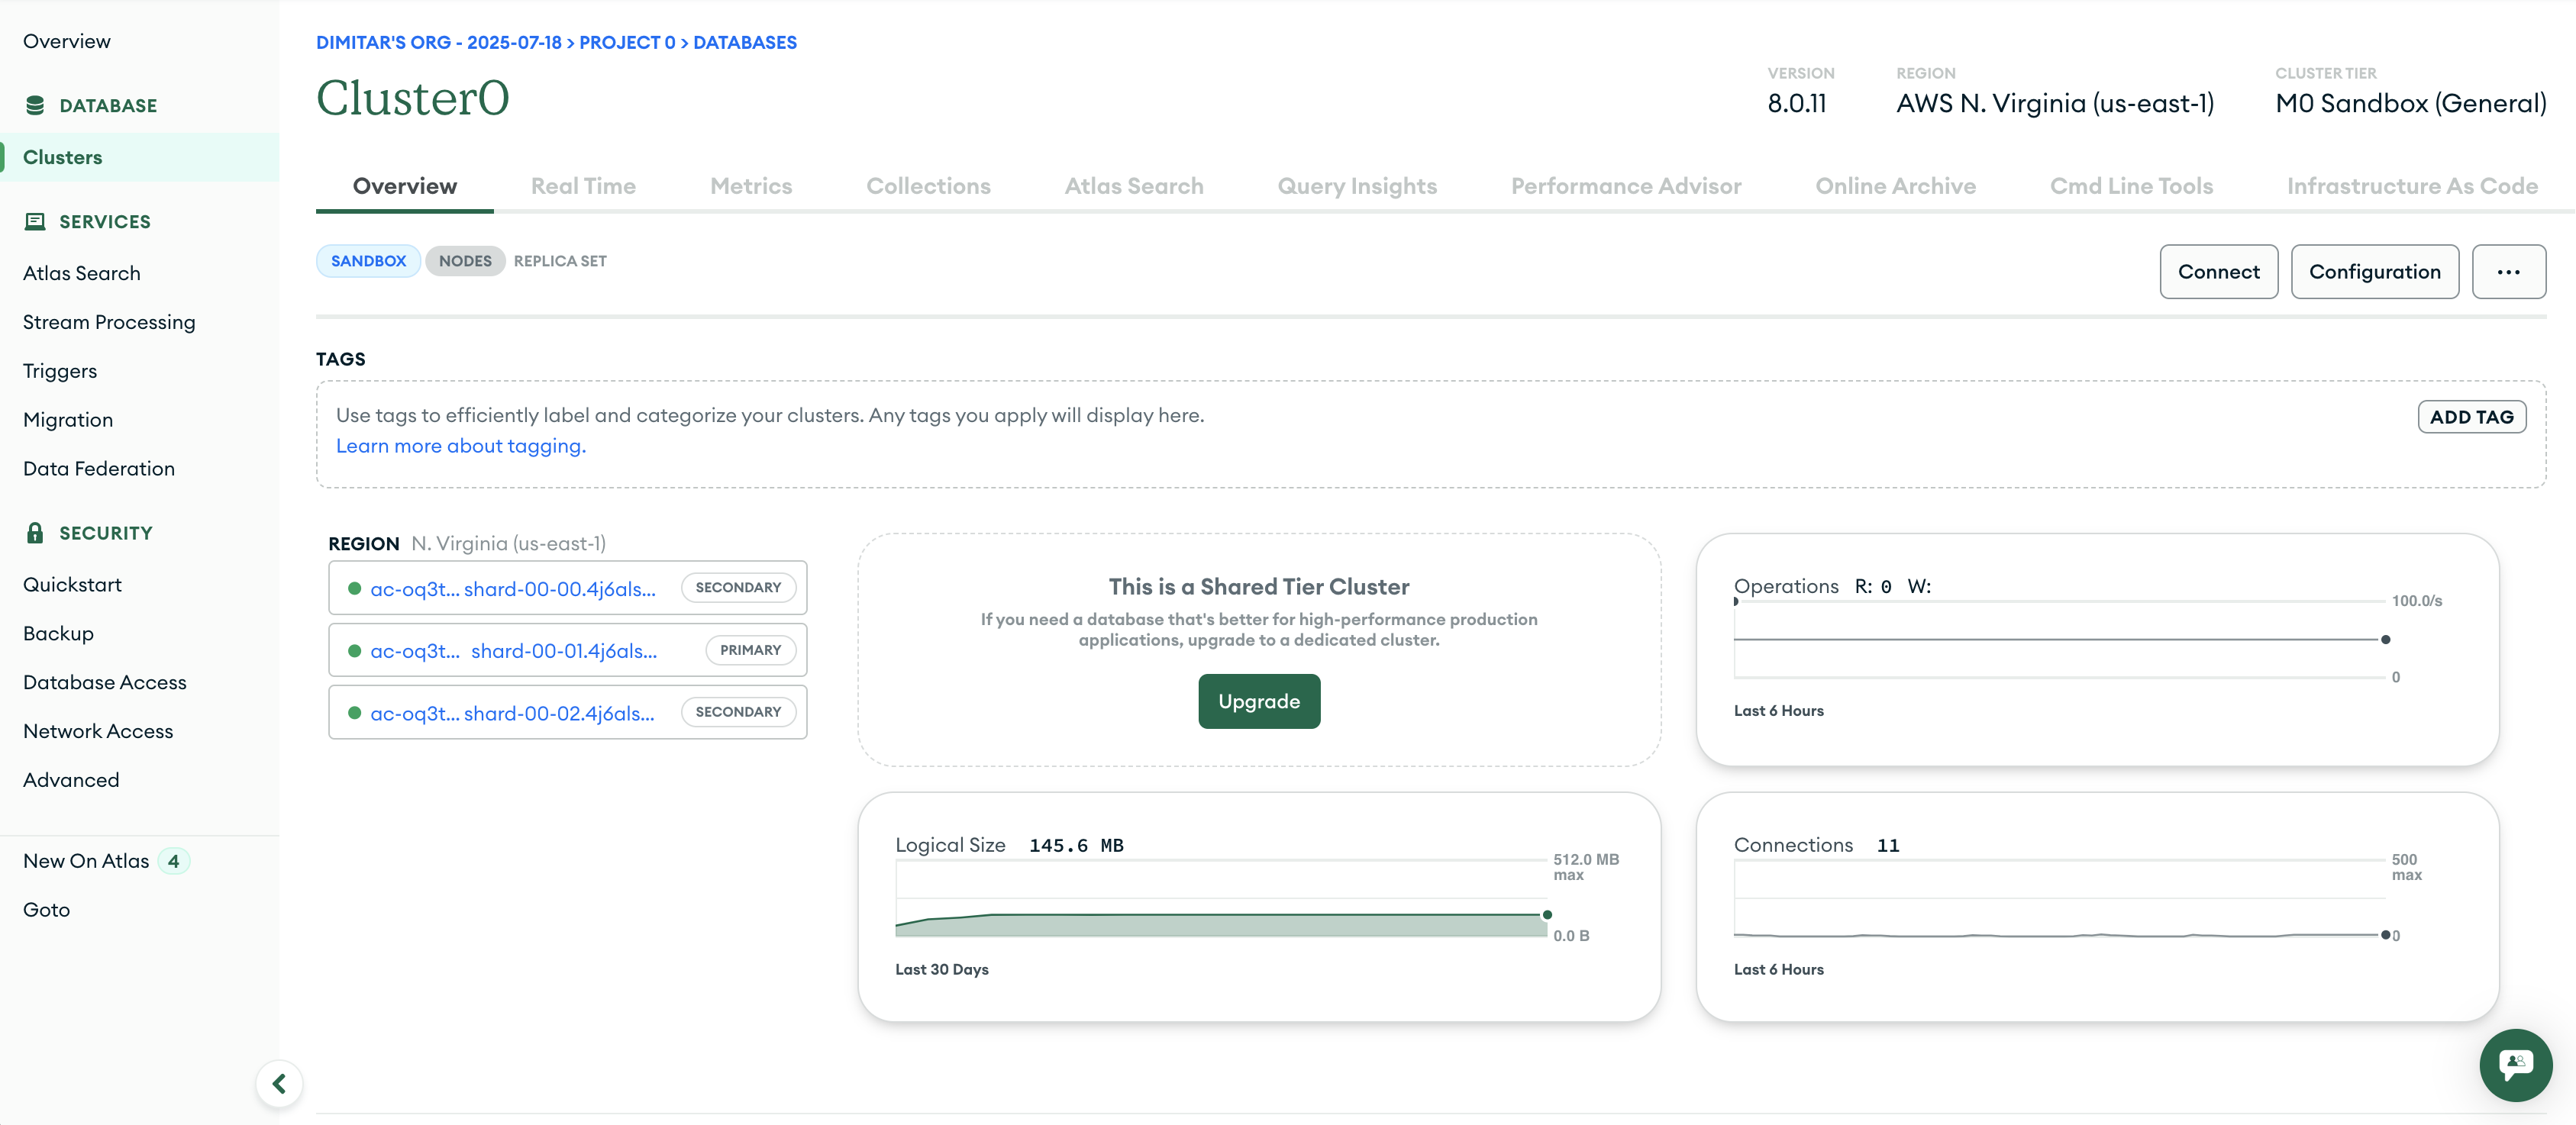 Overview
DATABASE
Clusters
SERVICES
Atlas Search
Stream Processing
Triggers
Migration
Data Federation
SECURITY
Quickstart
Backup
Database Access
Network Access
Advanced
New On Atlas 4
Goto
DIMITAR'S ORG - 2025-07-18 > PROJECT 0 > DATABASES
Cluster0
VERSION
8.0.11
REGION
AWS N. Virginia (us-east-1)
CLUSTER TIER
M0 Sandbox (General)
Overview Real Time Metrics Collections Atlas Search Query Insights Performance Advisor Online Archive Cmd Line Tools Infrastructure As Code
SANDBOX NODES REPLICA SET
Connect Configuration ...
TAGS
Use tags to efficiently label and categorize your clusters. Any tags you apply will display here.
Learn more about tagging.
ADD TAG
REGION N. Virginia (us-east-1)
ac-oq3t... shard-00-00.4j6als... SECONDARY
ac-oq3t... shard-00-01.4j6als... PRIMARY
ac-oq3t... shard-00-02.4j6als... SECONDARY
This is a Shared Tier Cluster
If you need a database that's better for high-performance production
applications, upgrade to a dedicated cluster.
Upgrade
Operations R: 0 W:
100.0/s
0
Last 6 Hours
Logical Size 145.6 MB
512.0 MB
max
0.0 B
Last 30 Days
Connections 11
500
max
0
Last 6 Hours